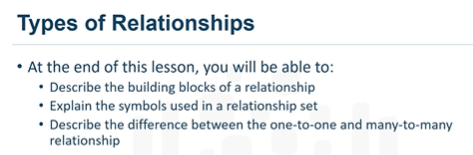 Types of Relationships
• At the end of this lesson, you will be able to:
• Describe the building blocks of a relationship
• Explain the symbols used in a relationship set
• Describe the difference between the one-to-one and many-to-many
relationship